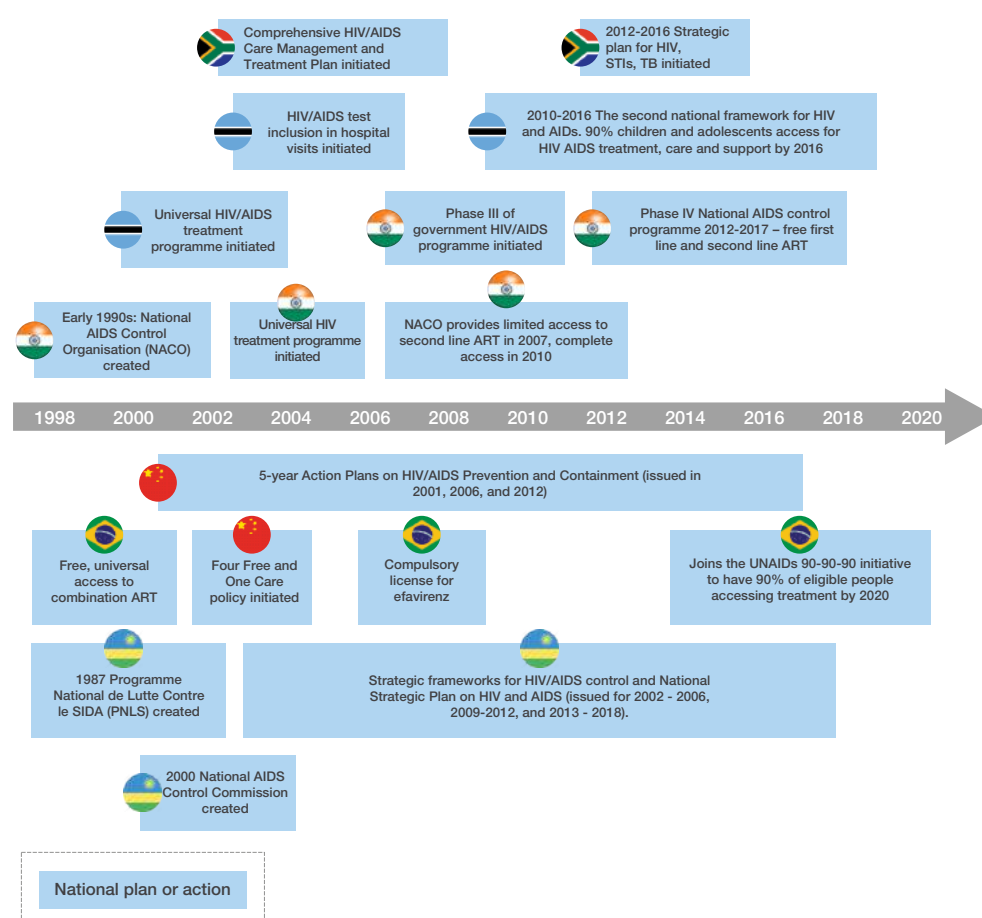 Comprehensive HIV/AIDS
Care Management and
Treatment Plan initiated
2012-2016 Strategic
plan for HIV,
STIs, TB initiated
HIV/AIDS test
inclusion in hospital
visits initiated
2010-2016 The second national framework for HIV
and AIDs. 90% children and adolescents access for
HIV AIDS treatment, care and support by 2016
Universal HIV/AIDS
treatment
programme initiated
Phase III of
government HIV/AIDS
programme initiated
Phase IV National AIDS control
programme 2012-2017 – free first
line and second line ART
Early 1990s: National
AIDS Control
Organisation (NACO)
created
Universal HIV
treatment programme
initiated
NACO provides limited access to
second line ART in 2007, complete
access in 2010
1998 2000 2002 2004 2006 2008 2010 2012 2014 2016 2018 2020
5-year Action Plans on HIV/AIDS Prevention and Containment (issued in
2001, 2006, and 2012)
Free, universal
access to
combination ART
Four Free and
One Care
policy initiated
Compulsory
license for
efavirenz
Joins the UNAIDs 90-90-90 initiative
to have 90% of eligible people
accessing treatment by 2020
1987 Programme
National de Lutte Contre
le SIDA (PNLS) created
Strategic frameworks for HIV/AIDS control and National
Strategic Plan on HIV and AIDS (issued for 2002 - 2006,
2009-2012, and 2013 - 2018).
2000 National AIDS
Control Commission
created
National plan or action